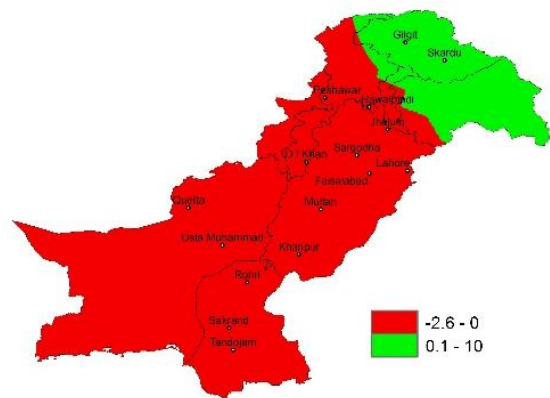 Gilgit
Skardu
Peshawar
Rawalpindi
Jhelum
Sargodha
D I Khan
Lahore
Faisalabad
Multan
Quetta
Usta Muhammad
Khanpur
Rohri
-2.6 - 0
0.1 - 10
Sakrand
Tandojam